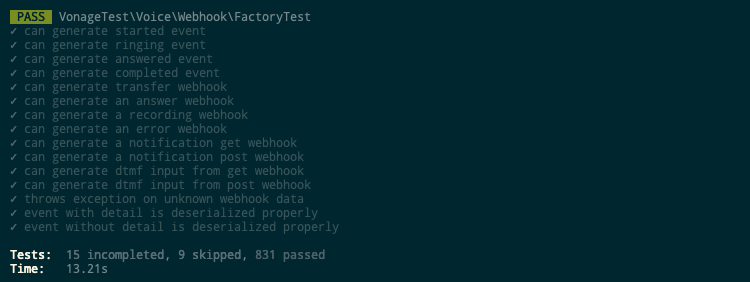 PASS VonageTest\Voice\Webhook\FactoryTest
✓ can generate started event
✓ can generate ringing event
✓ can generate answered event
✓ can generate completed event
✓ can generate transfer webhook
✓ can generate an answer webhook
✓ can generate a recording webhook
✓ can generate an error webhook
✓ can generate a notification get webhook
✓ can generate a notification post webhook
✓ can generate dtmf input from get webhook
✓ can generate dtmf input from post webhook
✓ throws exception on unknown webhook data
✓ event with detail is deserialized properly
✓ event without detail is deserialized properly
Tests: 15 incompleted, 9 skipped, 831 passed
Time: 13.21s